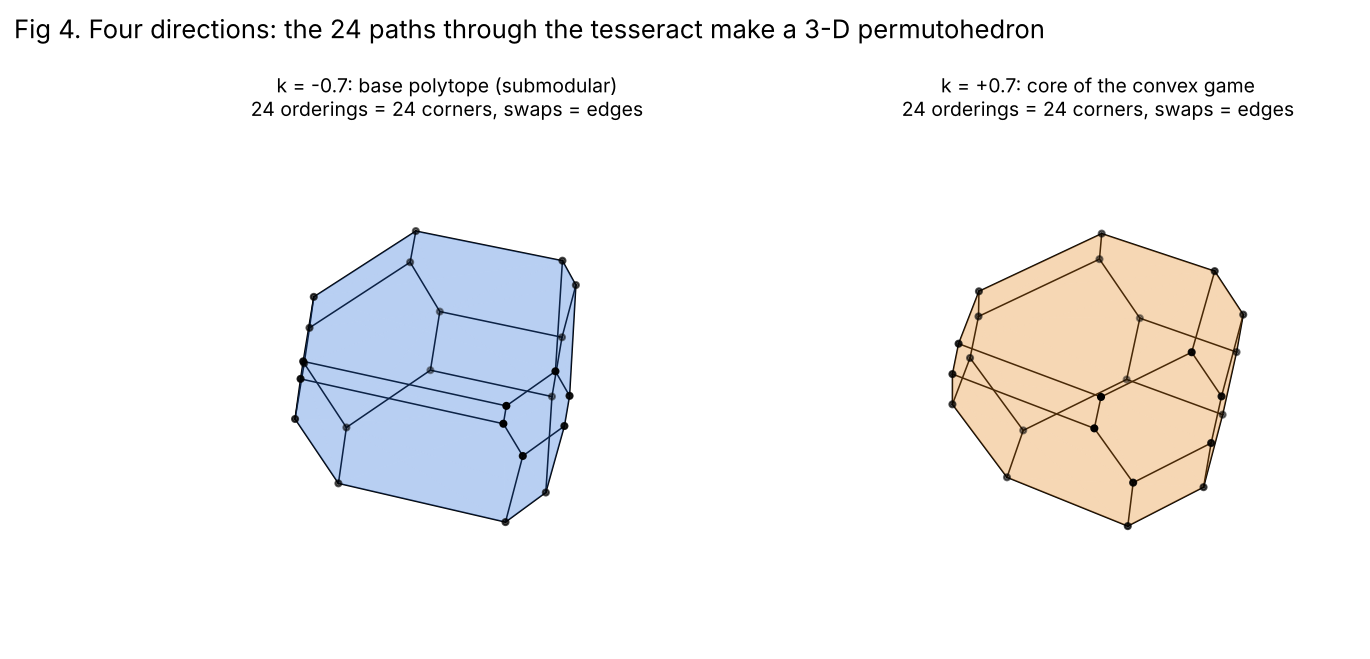 Fig 4. Four directions: the 24 paths through the tesseract make a 3-D permutohedron
k = -0.7: base polytope (submodular)
24 orderings = 24 corners, swaps = edges
k = +0.7: core of the convex game
24 orderings = 24 corners, swaps = edges